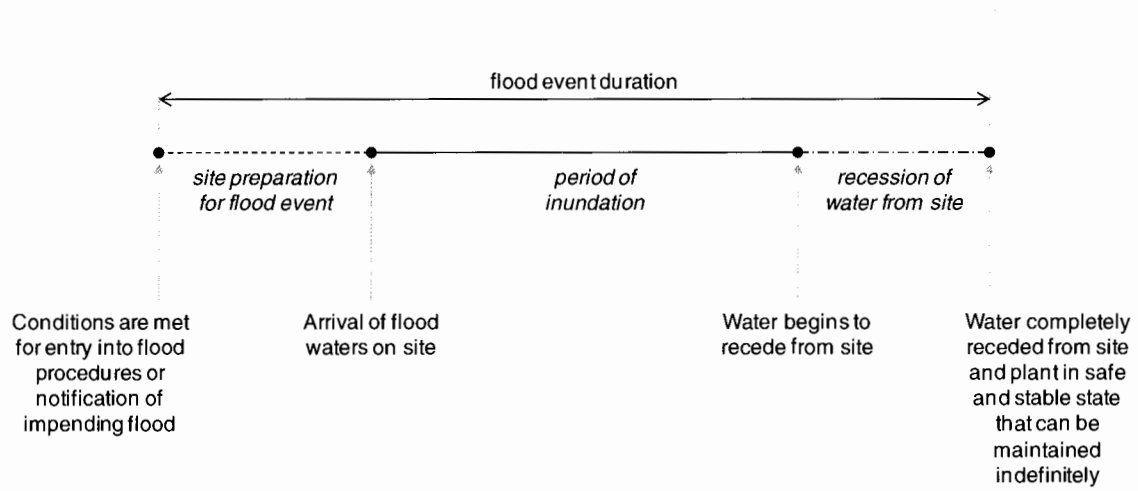 flood event duration
site preparation
for flood event
period of
inundation
recession of
water from site
Conditions are met
for entry into flood
procedures or
notification of
impending flood
Arrival of flood
waters on site
Water begins to
recede from site
Water completely
receded from site
and plant in safe
and stable state
that can be
maintained
indefinitely